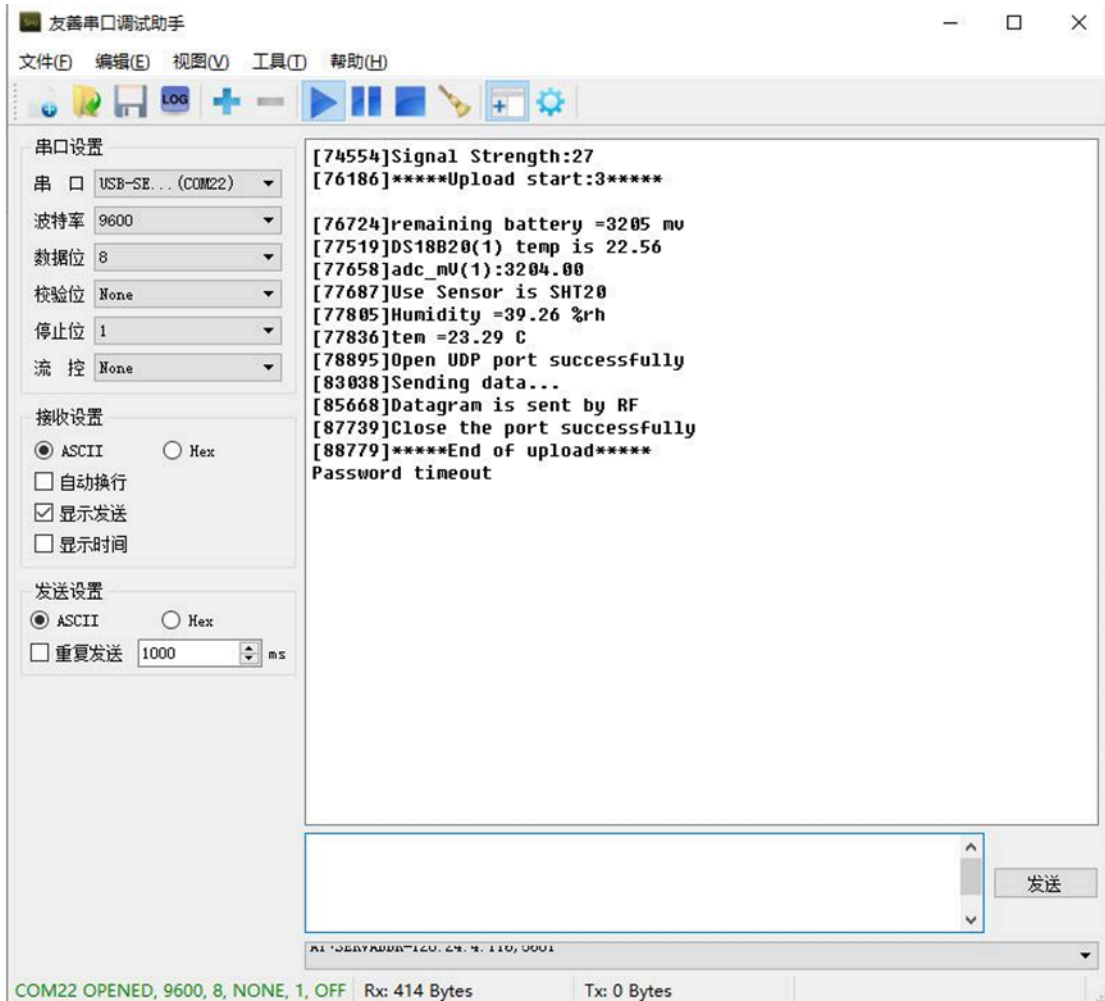 友善串口调试助手
文件(F) 编辑(E) 视图(V) 工具(T) 帮助(H)
LOG
串口设置
串 口 USB-SE...(COM22)
波特率 9600
数据位 8
校验位 None
停止位 1
流 控 None
接收设置
ASCII Hex
自动换行
显示发送
显示时间
发送设置
ASCII Hex
重复发送 1000 ms
[74554]Signal Strength:27
[76186]*****Upload start:3*****
[76724]remaining battery =3205 mv
[77519]DS18B20(1) temp is 22.56
[77658]adc_mV(1):3204.00
[77687]Use Sensor is SHT20
[77805]Humidity =39.26 %rh
[77836]tem =23.29 C
[78895]Open UDP port successfully
[83038]Sending data...
[85668]Datagram is sent by RF
[87739]Close the port successfully
[88779]*****End of upload*****
Password timeout
发送
COM22 OPENED, 9600, 8, NONE, 1, OFF Rx: 414 Bytes Tx: 0 Bytes